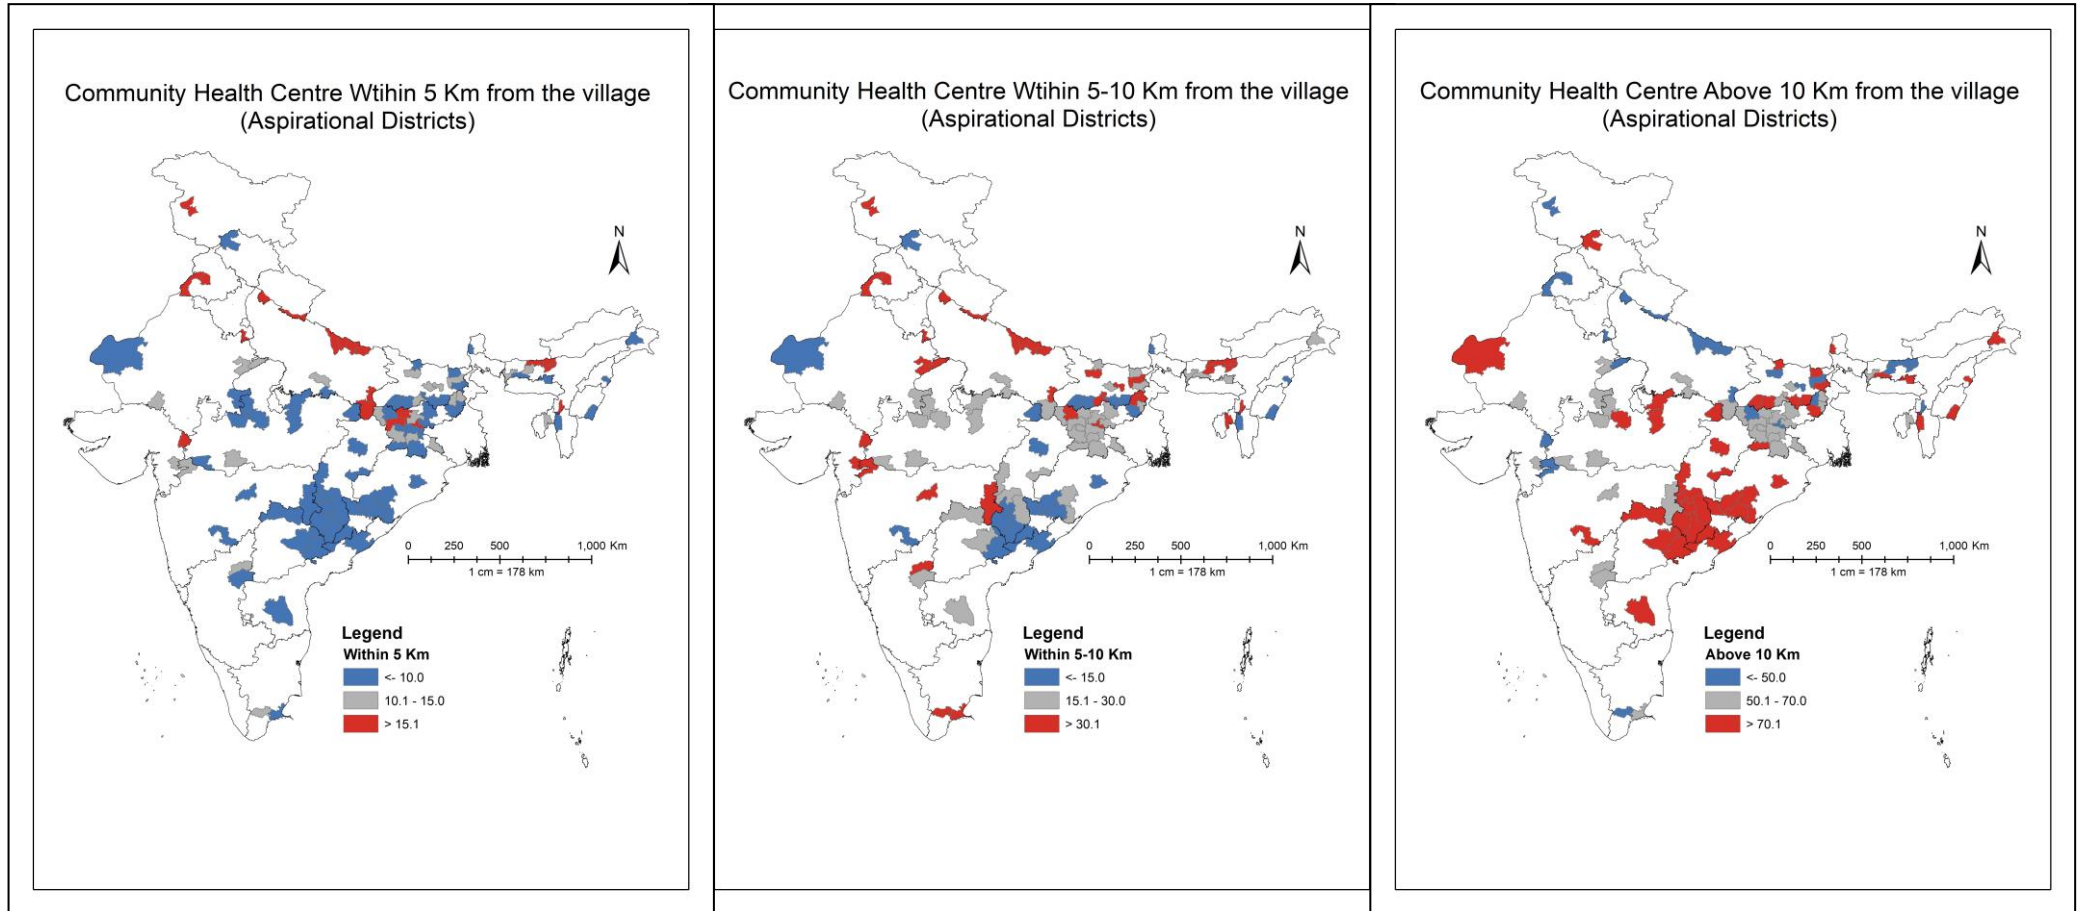 Community Health Centre Wtihin 5 Km from the village
(Aspirational Districts)
N
0 250 500 1,000 Km
1 cm = 178 km
Legend
Within 5 Km
<- 10.0
10.1 - 15.0
> 15.1
Community Health Centre Wtihin 5-10 Km from the village
(Aspirational Districts)
N
0 250 500 1,000 Km
1 cm = 178 km
Legend
Within 5-10 Km
<- 15.0
15.1 - 30.0
> 30.1
Community Health Centre Above 10 Km from the village
(Aspirational Districts)
N
0 250 500 1,000 Km
1 cm = 178 km
Legend
Above 10 Km
<- 50.0
50.1 - 70.0
> 70.1